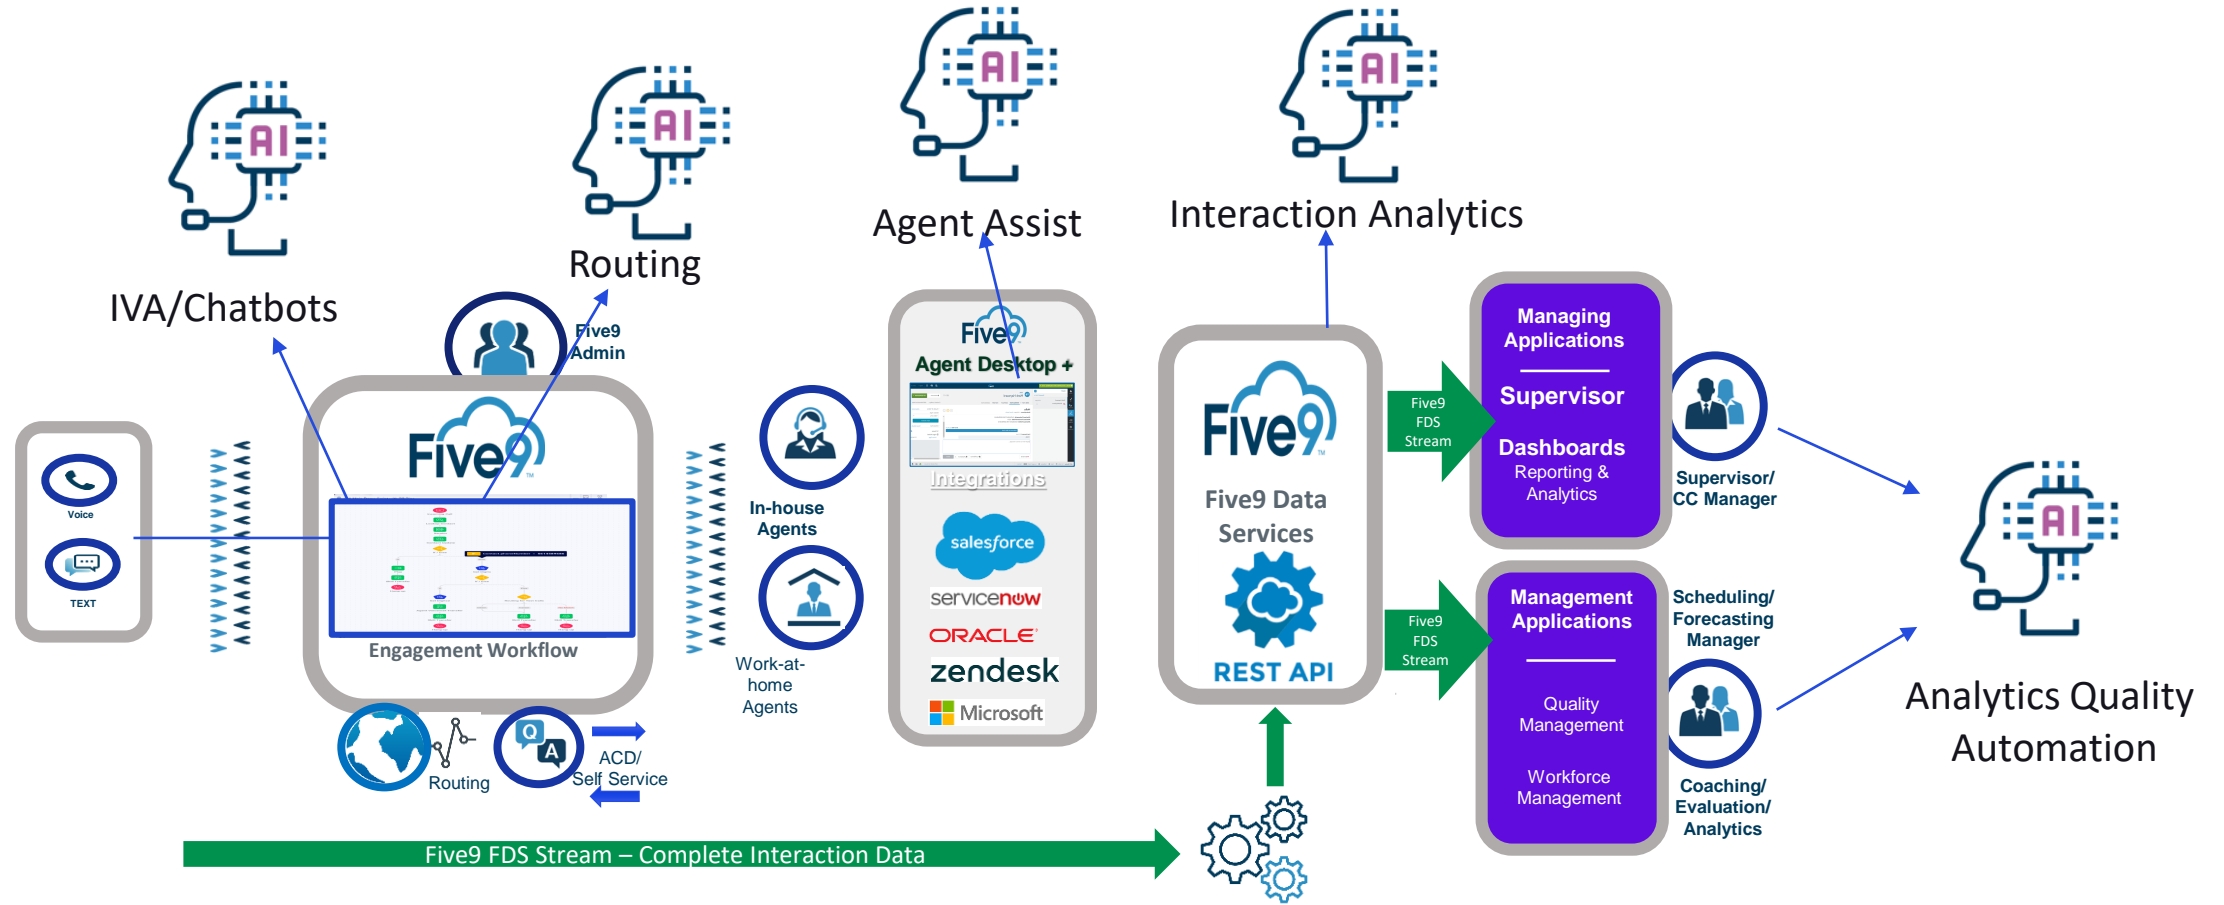 AI
IVA/Chatbots
AI
Routing
AI
Agent Assist
AI
Interaction Analytics
Voice
TEXT
Five9
Admin
Five9™
Engagement Workflow
Routing
Q
A
ACD/
Self Service
In-house
Agents
Work-at-
home
Agents
Five9
Agent Desktop +
Integrations
salesforce
servicenow
ORACLE
zendesk
Microsoft
Five9™
Five9 Data
Services
REST API
Five9
FDS
Stream
Five9
FDS
Stream
Managing
Applications
Supervisor
Dashboards
Reporting &
Analytics
Supervisor/
CC Manager
Management
Applications
Quality
Management
Workforce
Management
Scheduling/
Forecasting
Manager
Coaching/
Evaluation/
Analytics
AI
Analytics Quality
Automation
Five9 FDS Stream – Complete Interaction Data